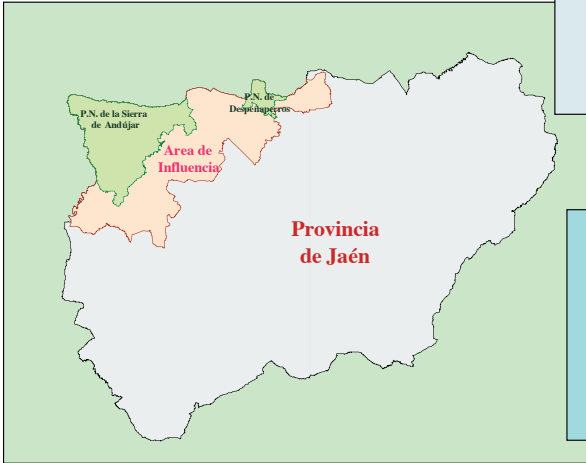 P.N. de la Sierra
de Andújar
P.N. de
Despeñaperros
Area de
Influencia
Provincia
de Jaén